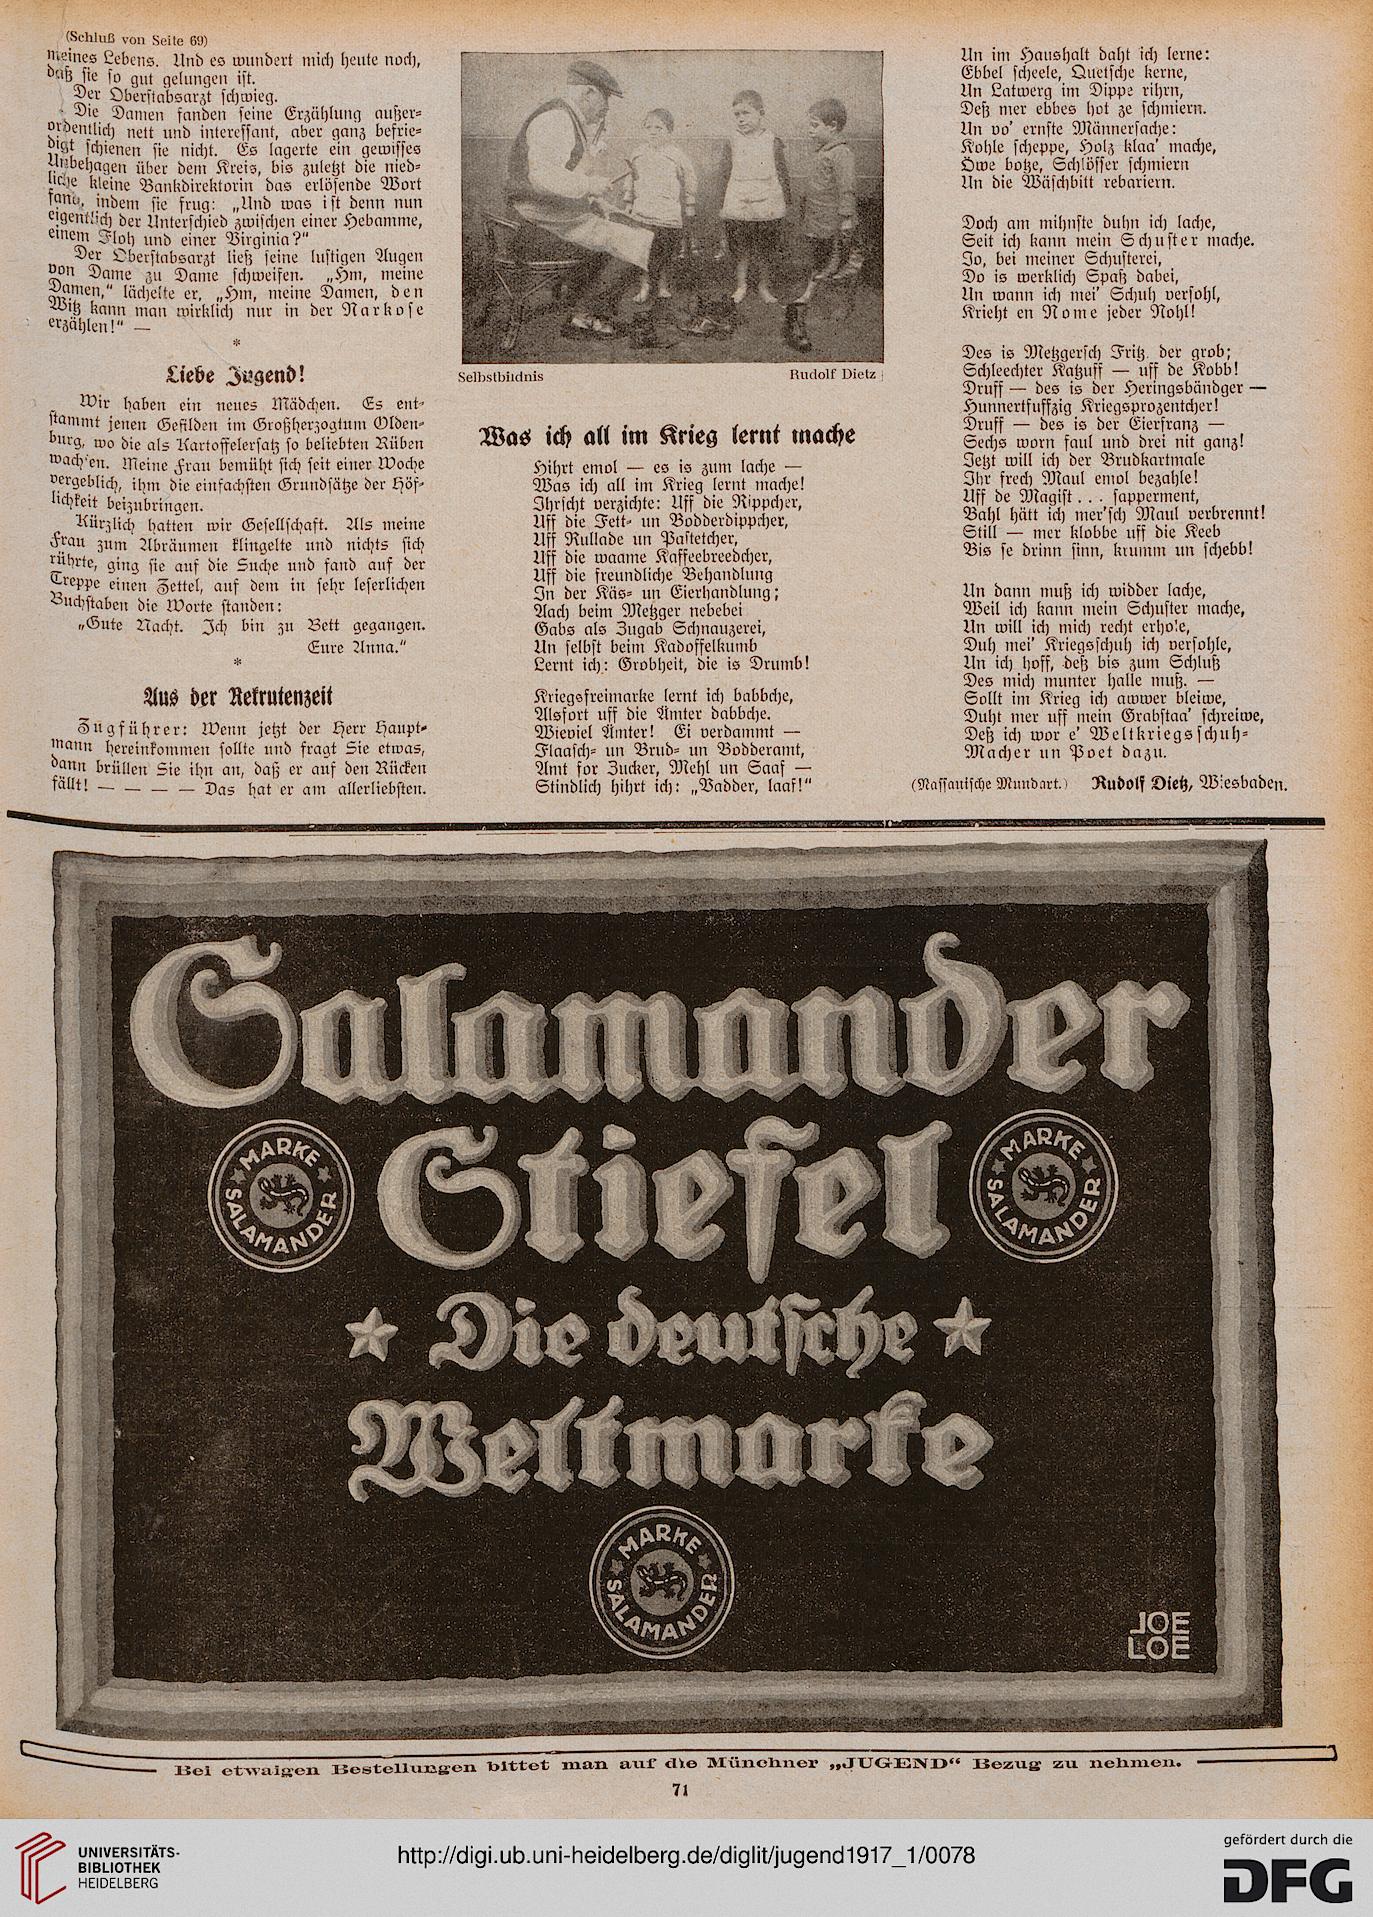 (Schluß von Seite 69)
meines Lebens. Und es wundert mich heute noch,
daß sie so gut gelungen ist.
Der Oberstabsarzt schwieg.
Die Damen fanden seine Erzählung außer-
ordentlich nett und interessant, aber ganz befrie-
digt schienen sie nicht. Es lagerte ein gewisses
Unbehagen über dem Kreis, bis zuletzt die nied-
liche kleine Bankdirektorin das erlösende Wort
fand, indem sie frug: „Und was ist denn nun
eigentlich der Unterschied zwischen einer Hebamme,
einem Floh und einer Virginia?“
Der Oberstabsarzt ließ seine lustigen Augen
von Dame zu Dame schweifen. „Hm, meine
Damen,“ lächelte er, „Hm, meine Damen, den
Witz kann man wirklich nur in der Narkose
erzählen!“ —
*
Liebe Jugend!
Wir haben ein neues Mädchen. Es ent-
stammt jenen Gefilden im Großherzogtum Olden-
burg, wo die als Kartoffelersatz so beliebten Rüben
wachsen. Meine Frau bemüht sich seit einer Woche
vergeblich, ihm die einfachsten Grundsätze der Höf-
lichkeit beizubringen.
Kürzlich hatten wir Gesellschaft. Als meine
Frau zum Abräumen klingelte und nichts sich
rührte, ging sie auf die Suche und fand auf der
Treppe einen Zettel, auf dem in sehr leserlichen
Buchstaben die Worte standen:
„Gute Nacht. Ich bin zu Bett gegangen.
Eure Anna.“
*
Aus der Rekrutenzeit
Zugführer: Wenn jetzt der Herr Haupt-
mann hereinkommen sollte und fragt Sie etwas,
dann brüllen Sie ihn an, daß er auf den Rücken
fällt! — — — — Das hat er am allerliebsten.
Selbstbildnis
Rudolf Dietz
Was ich all im Krieg lernt mache
Hihrt emol — es is zum lache —
Was ich all im Krieg lernt mache!
Ihrscht verzichte: Uff die Rippcher,
Uff die Fett- un Bodderdippcher,
Uff Rullade un Pastetcher,
Uff die waame Kaffeebreedcher,
Uff die freundliche Behandlung
In der Käs- un Eierhandlung;
Aach beim Metzger nebebei
Gabs als Zugab Schnauzerei,
Un selbst beim Kadoffelkumb
Lernt ich: Grobheit, die is Drumb!
Kriegsfreimarke lernt ich babbche,
Alsfort uff die Ämter dabbche.
Wieviel Ämter! Ei verdammt —
Flaasch- un Brud- un Bodderamt,
Amt for Zucker, Mehl un Saaf —
Stindlich hihrt ich: „Vadder, laaf!“
Un im Haushalt daht ich lerne:
Ebbel scheele, Quetsche kerne,
Un Latwerg im Dippe rihrn,
Deß mer ebbes hot ze schmiern.
Un vo' ernste Männersache:
Kohle scheppe, Holz klaa' mache,
Öwe botze, Schlösser schmiern
Un die Wäschbitt rebariern.
Doch am mihnste duhn ich lache,
Seit ich kann mein Schuster mache.
Jo, bei meiner Schusterei,
Do is werklich Spaß dabei,
Un wann ich mei' Schuh versohl,
Krieht en Nome jeder Nohl!
Des is Metzgersch Fritz, der grob;
Schleechter Katzuff — uff de Kobb!
Druff — des is der Heringsbändger —
Hunnertfuffzig Kriegsprozentcher!
Druff — des is der Eierfranz —
Sechs worn faul und drei nit ganz!
Jetzt will ich der Brudkartmale
Ihr frech Maul emol bezahle!
Uff de Magist . . . sapperment,
Bahl hätt ich mer'sch Maul verbrennt!
Still — mer klobbe uff die Keeb
Bis se drinn sinn, krumm un schebb!
Un dann muß ich widder lache,
Weil ich kann mein Schuster mache,
Un will ich mich recht erhole,
Duh mei' Kriegsschuh ich versohle,
Un ich hoff, deß bis zum Schluß
Des mich munter halle muß. —
Sollt im Krieg ich awwer bleiwe,
Duht mer uff mein Grabstaa' schreiwe,
Deß ich wor e' Weltkriegsschuh-
Macher un Poet dazu.
(Nassauische Mundart.) Rudolf Dietz, Wiesbaden.
Salamander
Stiefel
MARKE SALAMANDER
MARKE SALAMANDER
Die deutsche
Weltmarke
MARKE SALAMANDER
JOE
LOE
Bei etwaigen Bestellungen bittet man auf die Münchner „JUGEND“ Bezug zu nehmen.
71
UNIVERSITÄTS-
BIBLIOTHEK
HEIDELBERG
http://digi.ub.uni-heidelberg.de/diglit/jugend1917_1/0078
gefördert durch die
DFG